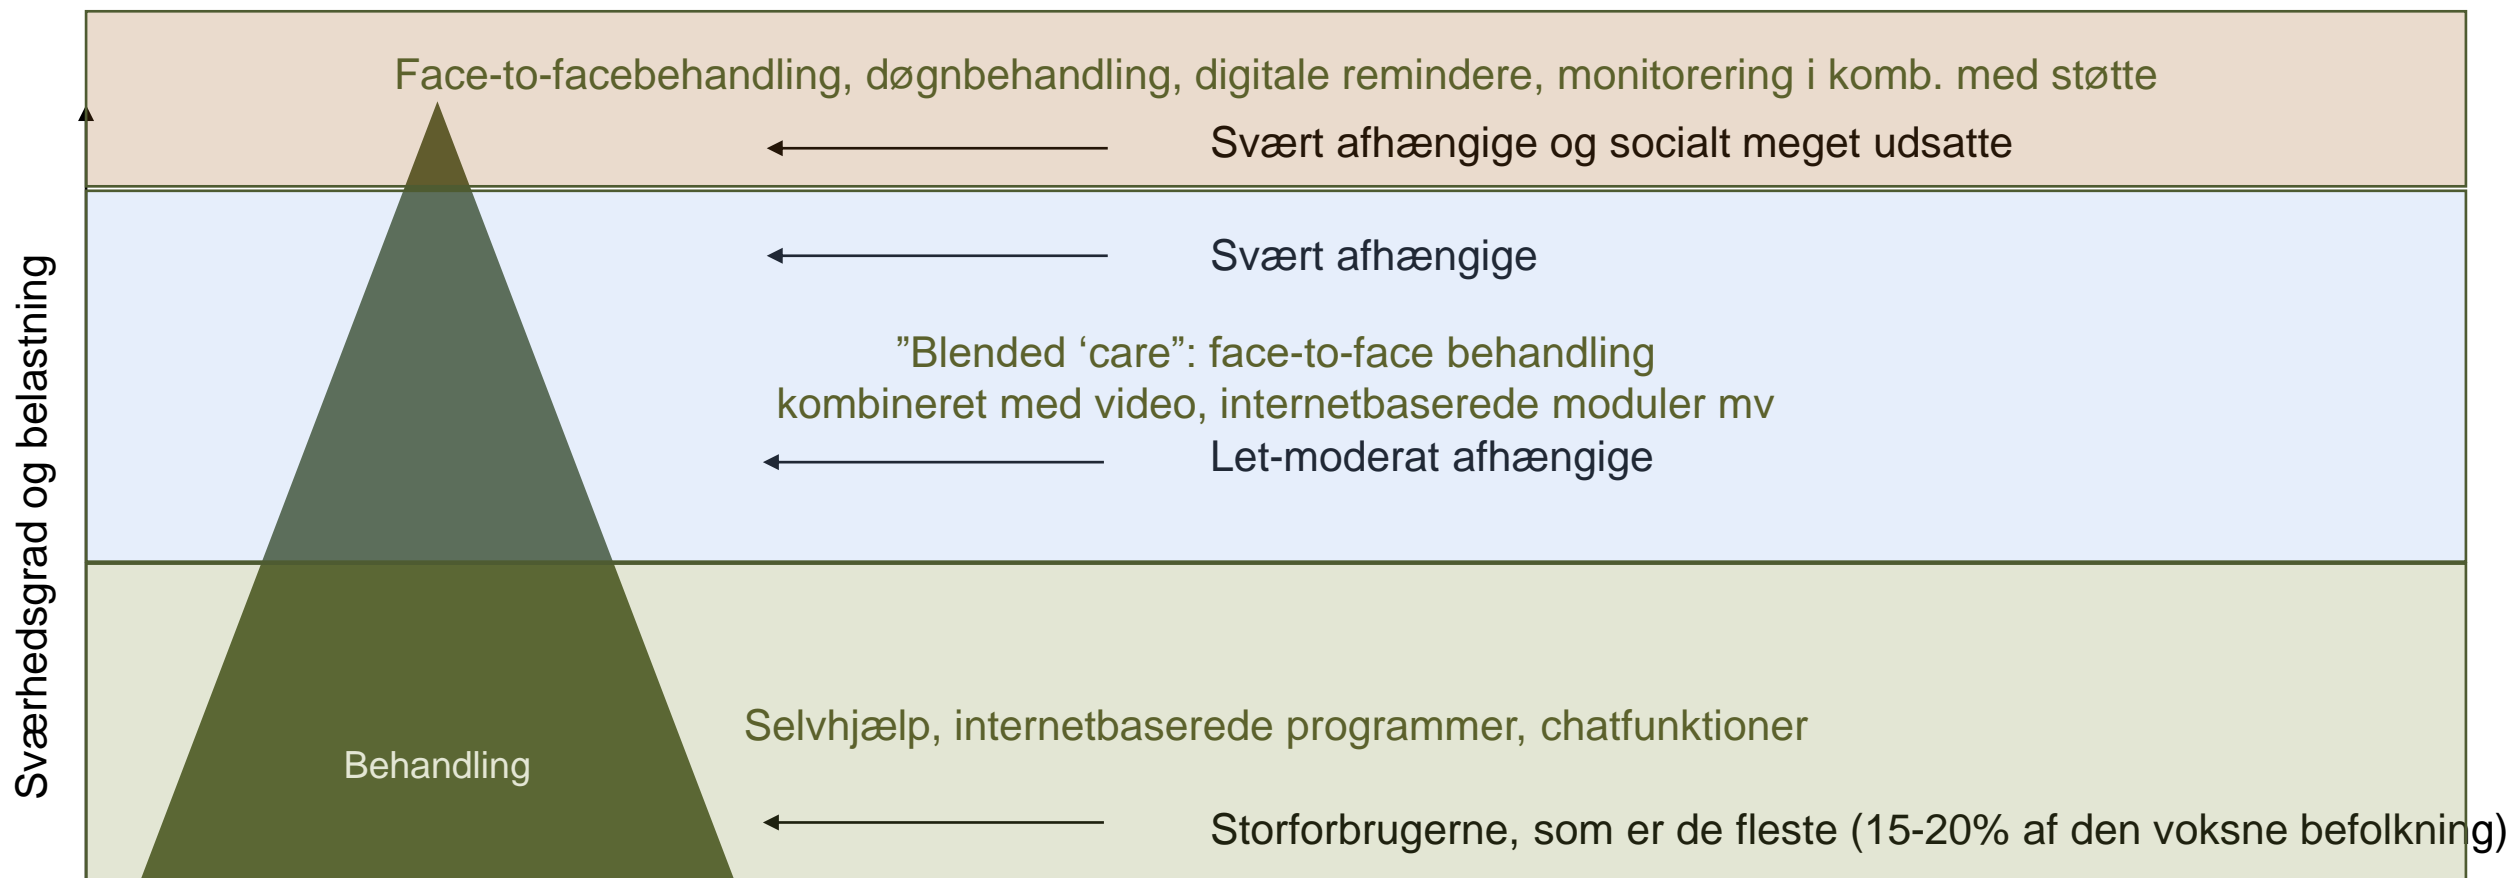 Face-to-facebehandling, døgnbehandling, digitale remindere, monitorering i komb. med støtte
Svært afhængige og socialt meget udsatte
Svært afhængige
”Blended ‘care”: face-to-face behandling
kombineret med video, internetbaserede moduler mv
Let-moderat afhængige
Sværhedsgrad og belastning
Selvhjælp, internetbaserede programmer, chatfunktioner
Behandling
Storforbrugerne, som er de fleste (15-20% af den voksne befolkning)